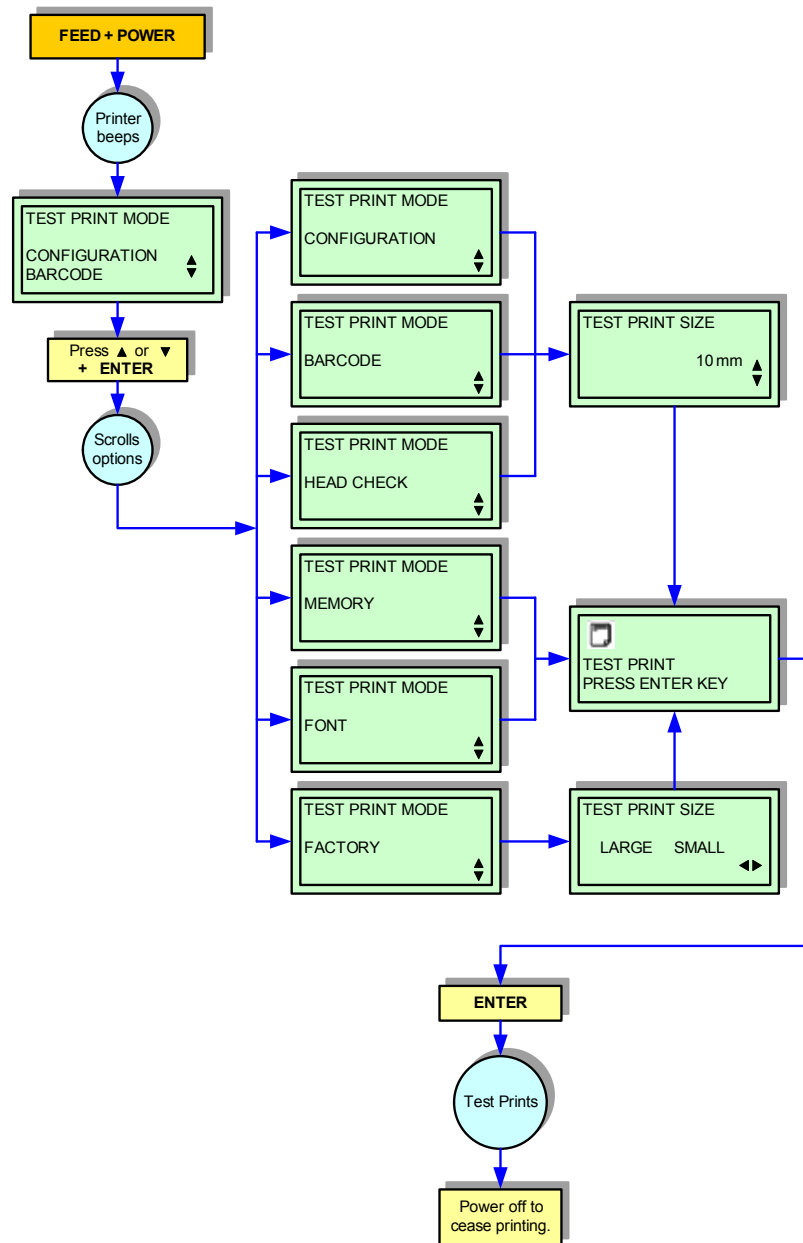 FEED + POWER
Printer
beeps
TEST PRINT MODE
CONFIGURATION
BARCODE
Press ▲ or ▼
+ ENTER
Scrolls
options
TEST PRINT MODE
CONFIGURATION
TEST PRINT MODE
BARCODE
TEST PRINT MODE
HEAD CHECK
TEST PRINT MODE
MEMORY
TEST PRINT MODE
FONT
TEST PRINT MODE
FACTORY
TEST PRINT SIZE
10 mm
TEST PRINT
PRESS ENTER KEY
TEST PRINT SIZE
LARGE SMALL
ENTER
Test Prints
Power off to
cease printing.